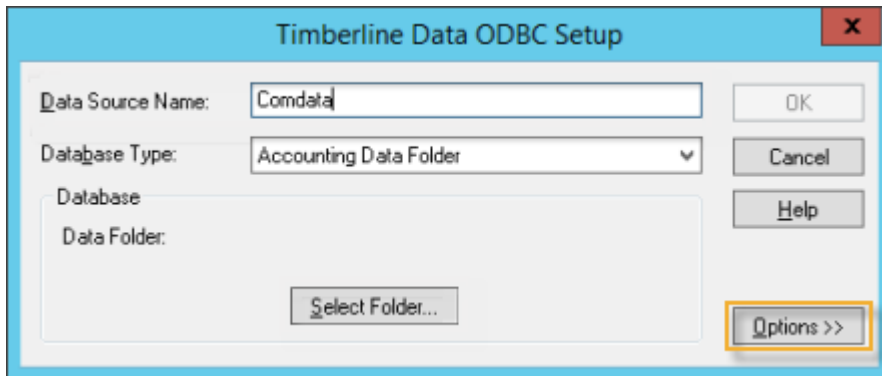 Timberline Data ODBC Setup
x
Data Source Name: Comdata OK
Database Type: Accounting Data Folder Cancel
Database Help
Data Folder:
Select Folder... Options >>